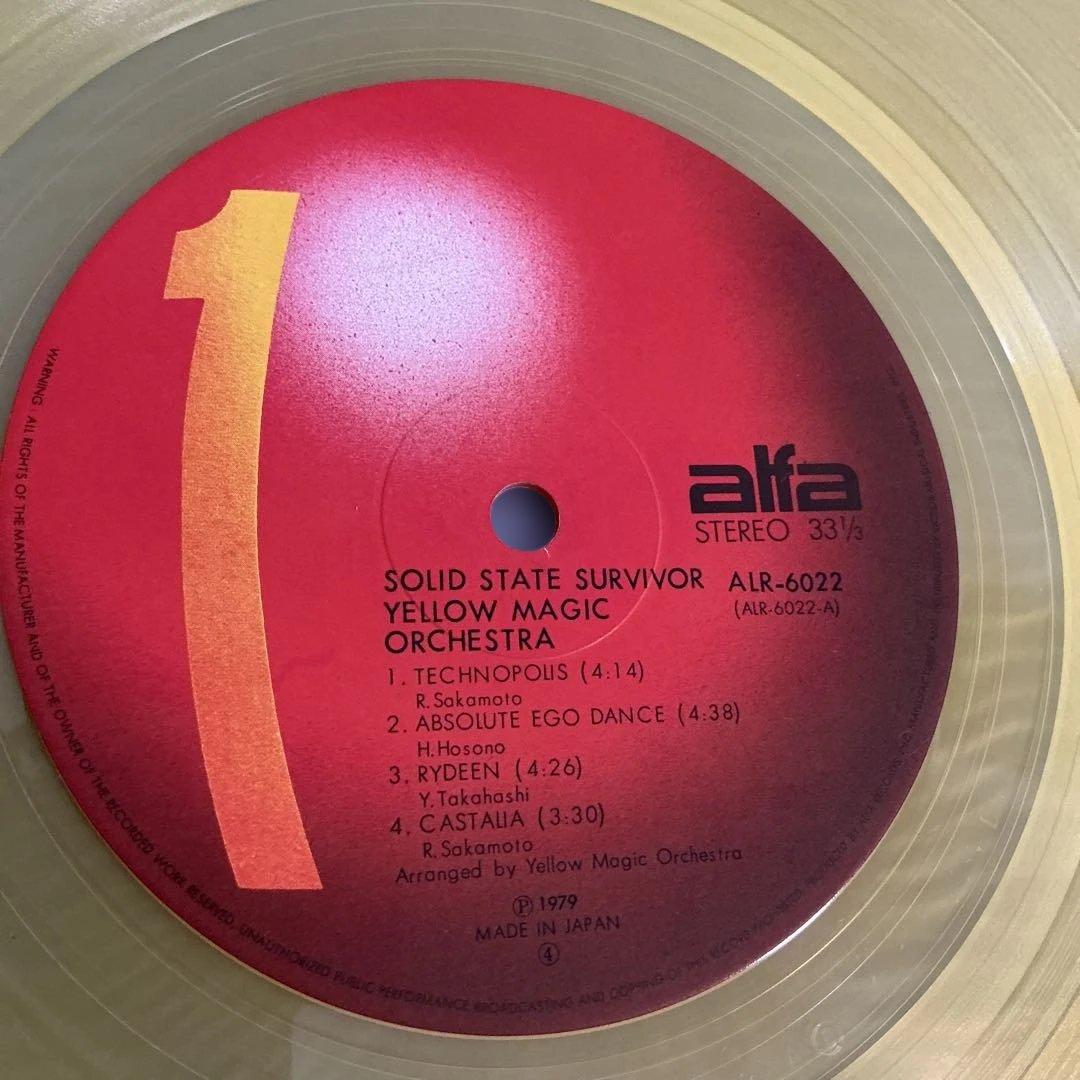 1
alfa
STEREO 33⅓
SOLID STATE SURVIVOR ALR-6022
YELLOW MAGIC (ALR-6022-A)
ORCHESTRA
1. TECHNOPOLIS (4:14)
R. Sakamoto
2. ABSOLUTE EGO DANCE (4:38)
H. Hosono
3. RYDEEN (4:26)
Y. Takahashi
4. CASTALIA (3:30)
R. Sakamoto
Arranged by Yellow Magic Orchestra
Ⓟ 1979
MADE IN JAPAN
④
WARNING : ALL RIGHTS OF THE MANUFACTURER AND OF THE OWNER OF THE RECORDED WORK RESERVED, UNAUTHORIZED PUBLIC PERFORMANCE BROADCASTING AND COPYING OF THIS RECORD PROHIBITED